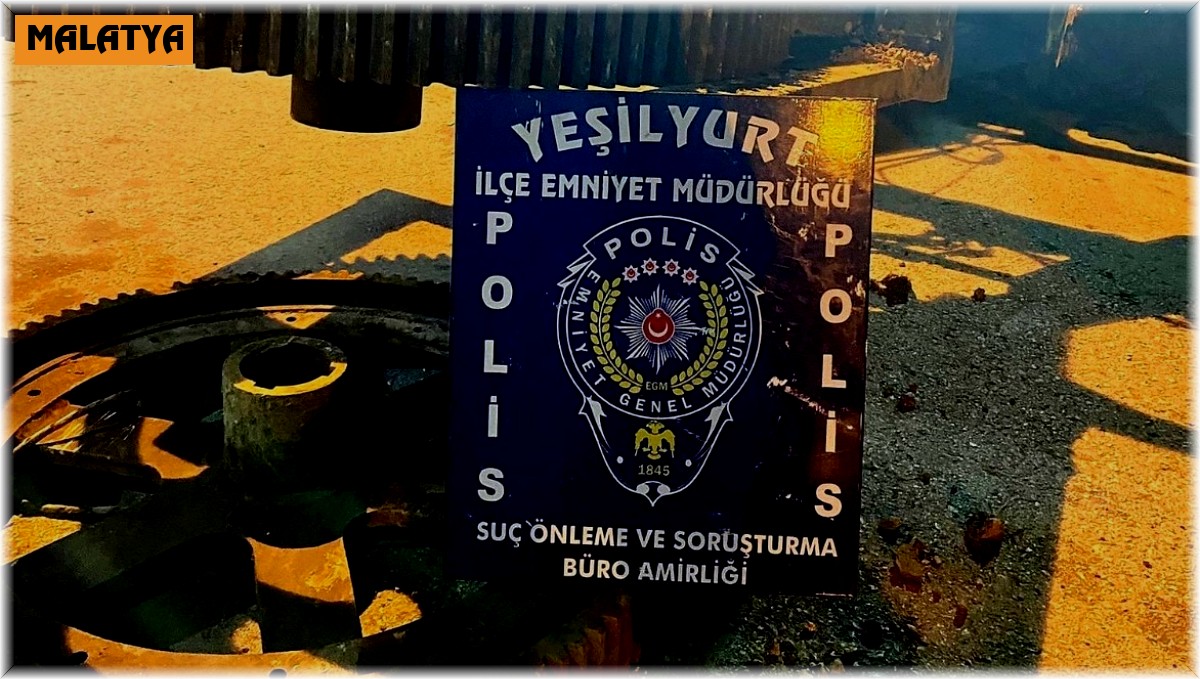 MALATYA
YEŞİLYURT
İLÇE EMNİYET MÜDÜRLÜĞÜ
POLİS
POLİS
POLİS
EMNİYET GENEL MÜDÜRLÜĞÜ
EGM
1845
SUÇ ÖNLEME VE SORUŞTURMA
BÜRO AMİRLİĞİ